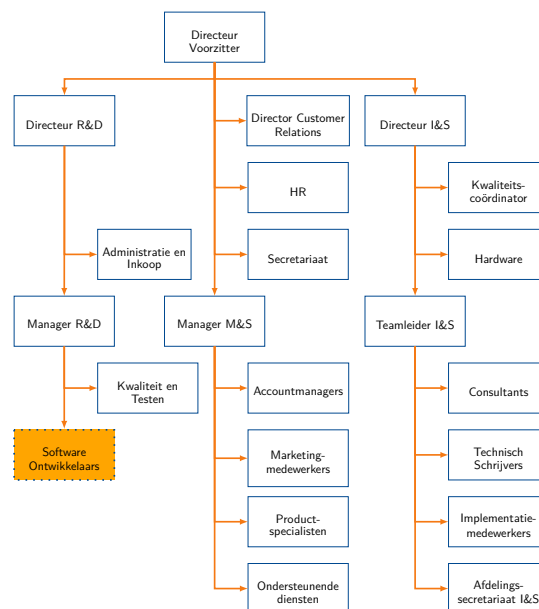 Directeur
Voorzitter
Directeur R&D
Director Customer
Relations
Directeur I&S
HR
Kwaliteits-
coördinator
Administratie en
Inkoop
Secretariaat
Hardware
Manager R&D
Manager M&S
Teamleider I&S
Kwaliteit en
Testen
Accountmanagers
Consultants
Software
Ontwikkelaars
Marketing-
medewerkers
Technisch
Schrijvers
Product-
specialisten
Implementatie-
medewerkers
Ondersteunende
diensten
Afdelings-
secretariaat I&S